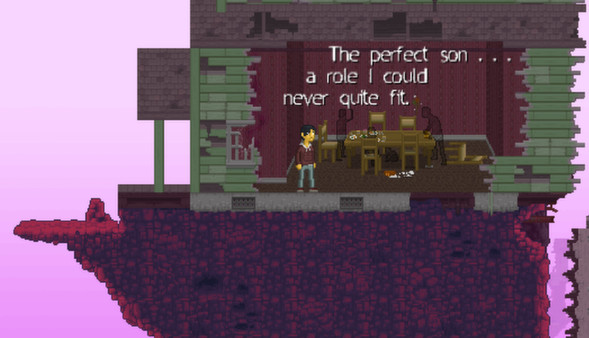 The perfect son . . .
a role I could
never quite fit.